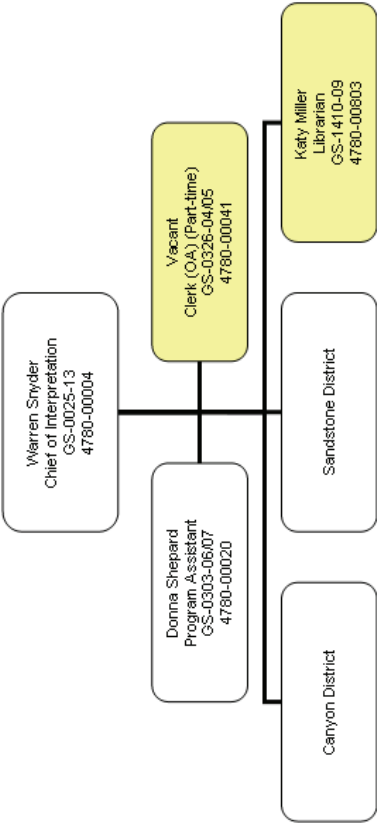 Warren Snyder
Chief of Interpretation
GS-0025-13
4780-00004
Donna Shepard
Program Assistant
GS-0303-06/07
4780-00020
Vacant
Clerk (OA) (Part-time)
GS-0326-04/05
4780-00041
Canyon District
Sandstone District
Katy Miller
Librarian
GS-1410-09
4780-00803